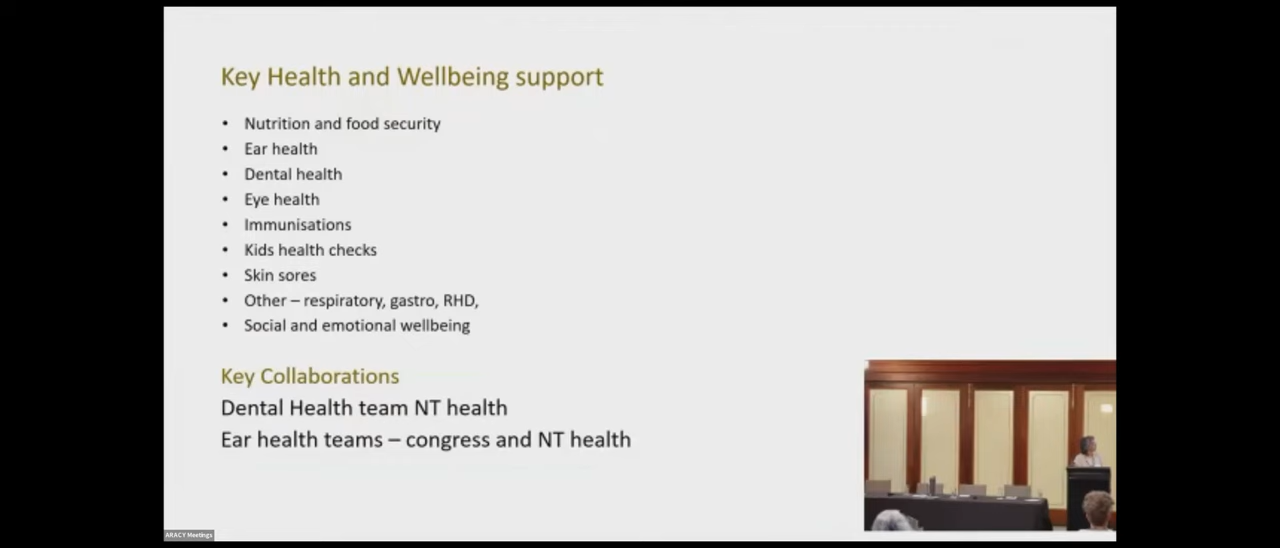 Key Health and Wellbeing support
• Nutrition and food security
• Ear health
• Dental health
• Eye health
• Immunisations
• Kids health checks
• Skin sores
• Other – respiratory, gastro, RHD,
• Social and emotional wellbeing
Key Collaborations
Dental Health team NT health
Ear health teams – congress and NT health
ARACY Meetings